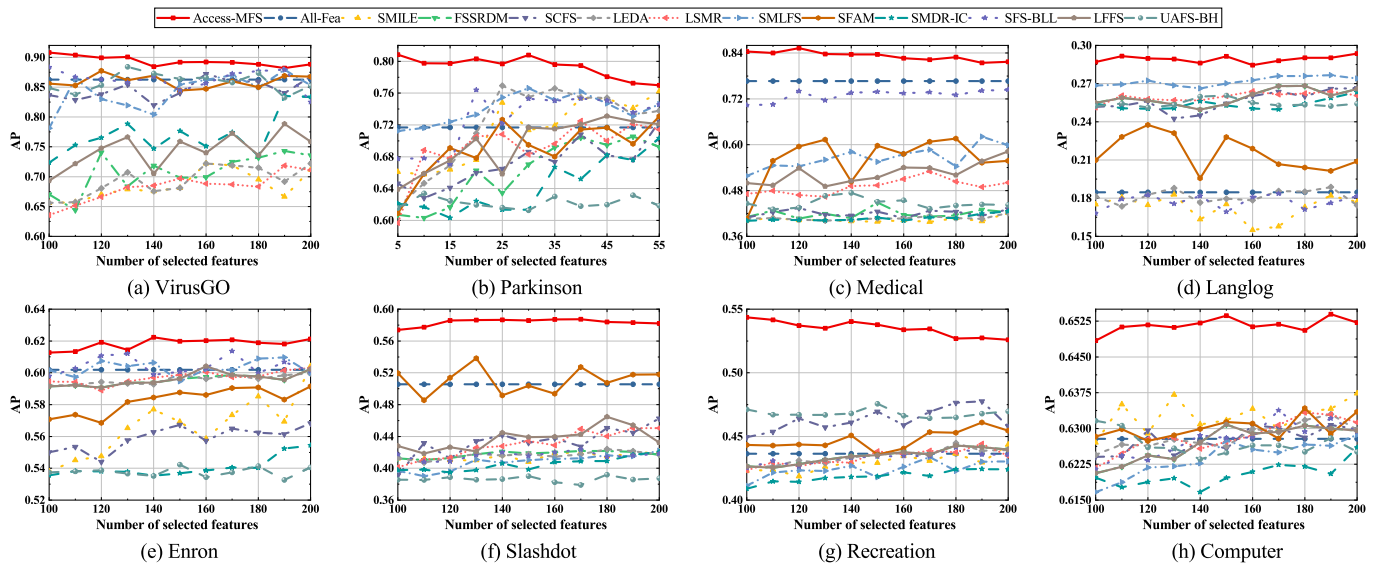 Access-MFS All-Fea SMILE FSSRDM SCFS LEDA LSMR SMLFS SFAM SMDR-IC SFS-BLL LFFS UAFS-BH
AP
0.90
0.85
0.80
0.75
0.70
0.65
0.60
100 120 140 160 180 200
Number of selected features
(a) VirusGO
AP
0.80
0.76
0.72
0.68
0.64
0.60
5 15 25 35 45 55
Number of selected features
(b) Parkinson
AP
0.84
0.72
0.60
0.48
0.36
100 120 140 160 180 200
Number of selected features
(c) Medical
AP
0.30
0.27
0.24
0.21
0.18
0.15
100 120 140 160 180 200
Number of selected features
(d) Langlog
AP
0.64
0.62
0.60
0.58
0.56
0.54
0.52
100 120 140 160 180 200
Number of selected features
(e) Enron
AP
0.60
0.56
0.52
0.48
0.44
0.40
0.36
100 120 140 160 180 200
Number of selected features
(f) Slashdot
AP
0.55
0.50
0.45
0.40
100 120 140 160 180 200
Number of selected features
(g) Recreation
AP
0.6525
0.6450
0.6375
0.6300
0.6225
0.6150
100 120 140 160 180 200
Number of selected features
(h) Computer